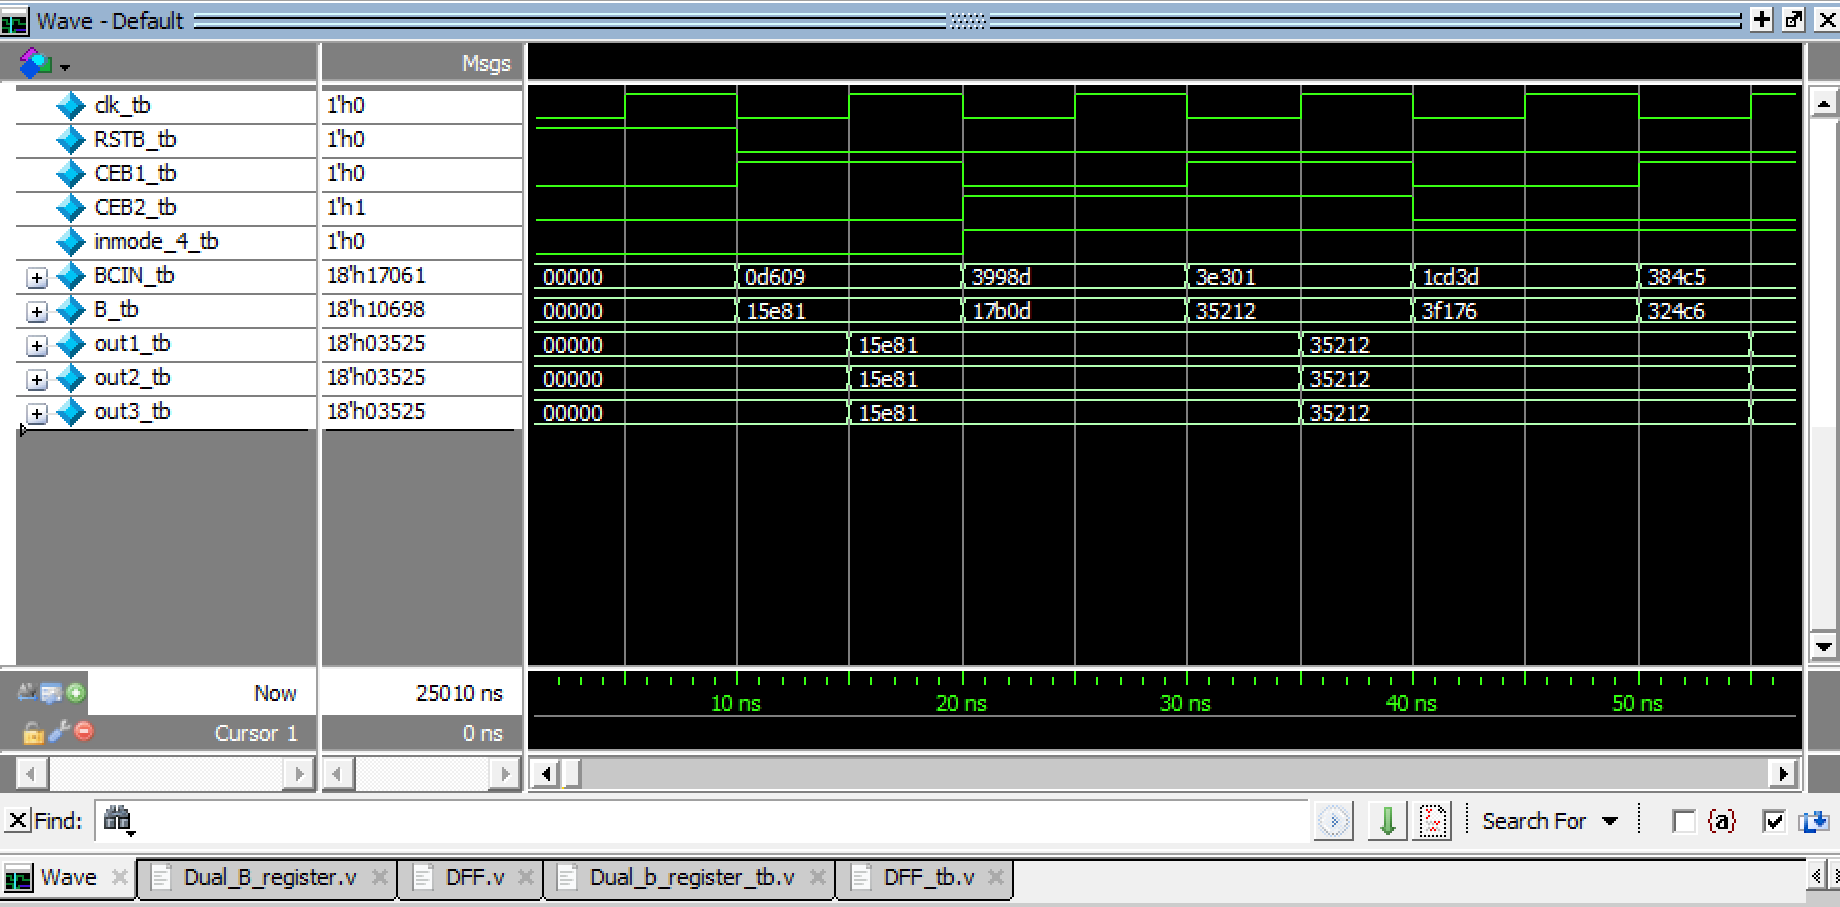 Wave - Default
Msgs
clk_tb 1'h0
RSTB_tb 1'h0
CEB1_tb 1'h0
CEB2_tb 1'h1
inmode_4_tb 1'h0
BCIN_tb 18'h17061 00000 0d609 3998d 3e301 1cd3d 384c5
B_tb 18'h10698 00000 15e81 17b0d 35212 3f176 324c6
out1_tb 18'h03525 00000 15e81 35212
out2_tb 18'h03525 00000 15e81 35212
out3_tb 18'h03525 00000 15e81 35212
Now 25010 ns
10 ns 20 ns 30 ns 40 ns 50 ns
Cursor 1 0 ns
Find: Search For {a}
Wave Dual_B_register.v DFF.v Dual_b_register_tb.v DFF_tb.v